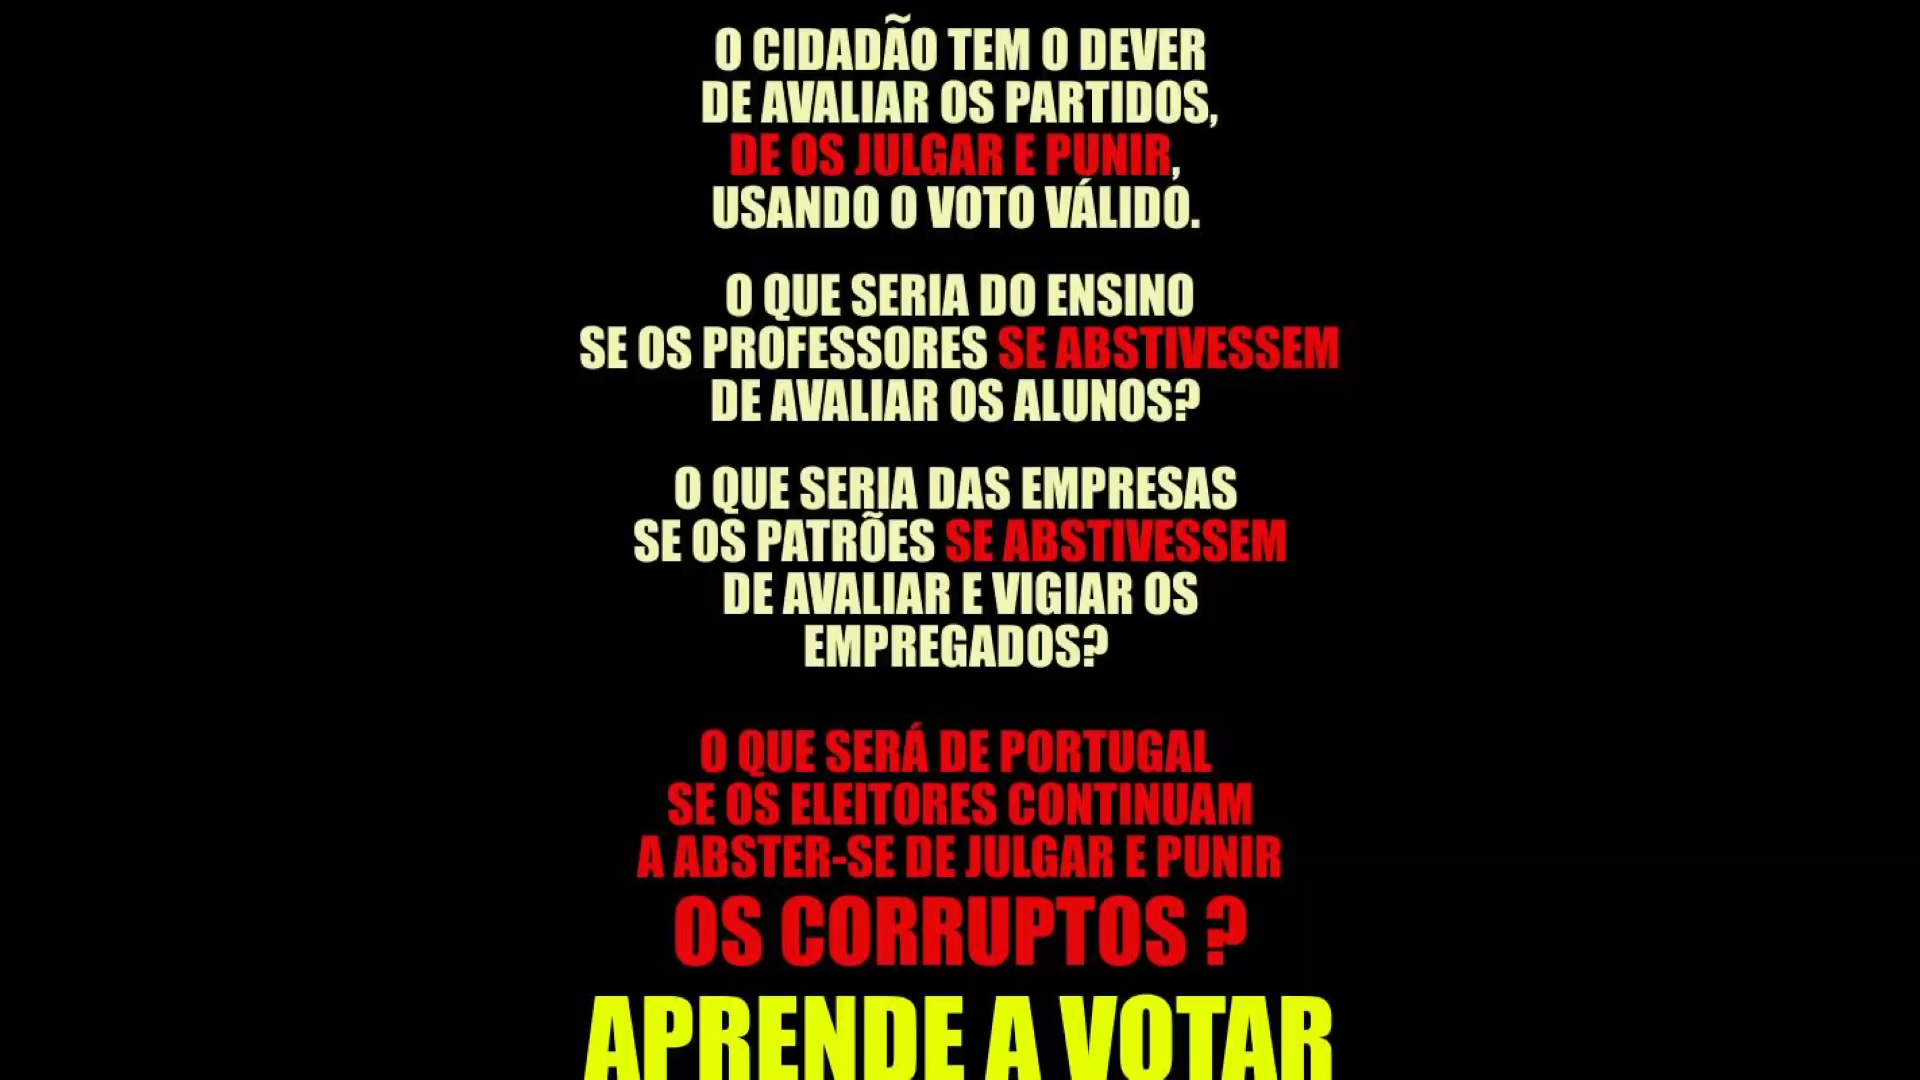 O CIDADÃO TEM O DEVER
DE AVALIAR OS PARTIDOS,
DE OS JULGAR E PUNIR,
USANDO O VOTO VÁLIDO.
O QUE SERIA DO ENSINO
SE OS PROFESSORES SE ABSTIVESSEM
DE AVALIAR OS ALUNOS?
O QUE SERIA DAS EMPRESAS
SE OS PATRÕES SE ABSTIVESSEM
DE AVALIAR E VIGIAR OS
EMPREGADOS?
O QUE SERÁ DE PORTUGAL
SE OS ELEITORES CONTINUAM
A ABSTER-SE DE JULGAR E PUNIR
OS CORRUPTOS ?
APRENDE A VOTAR